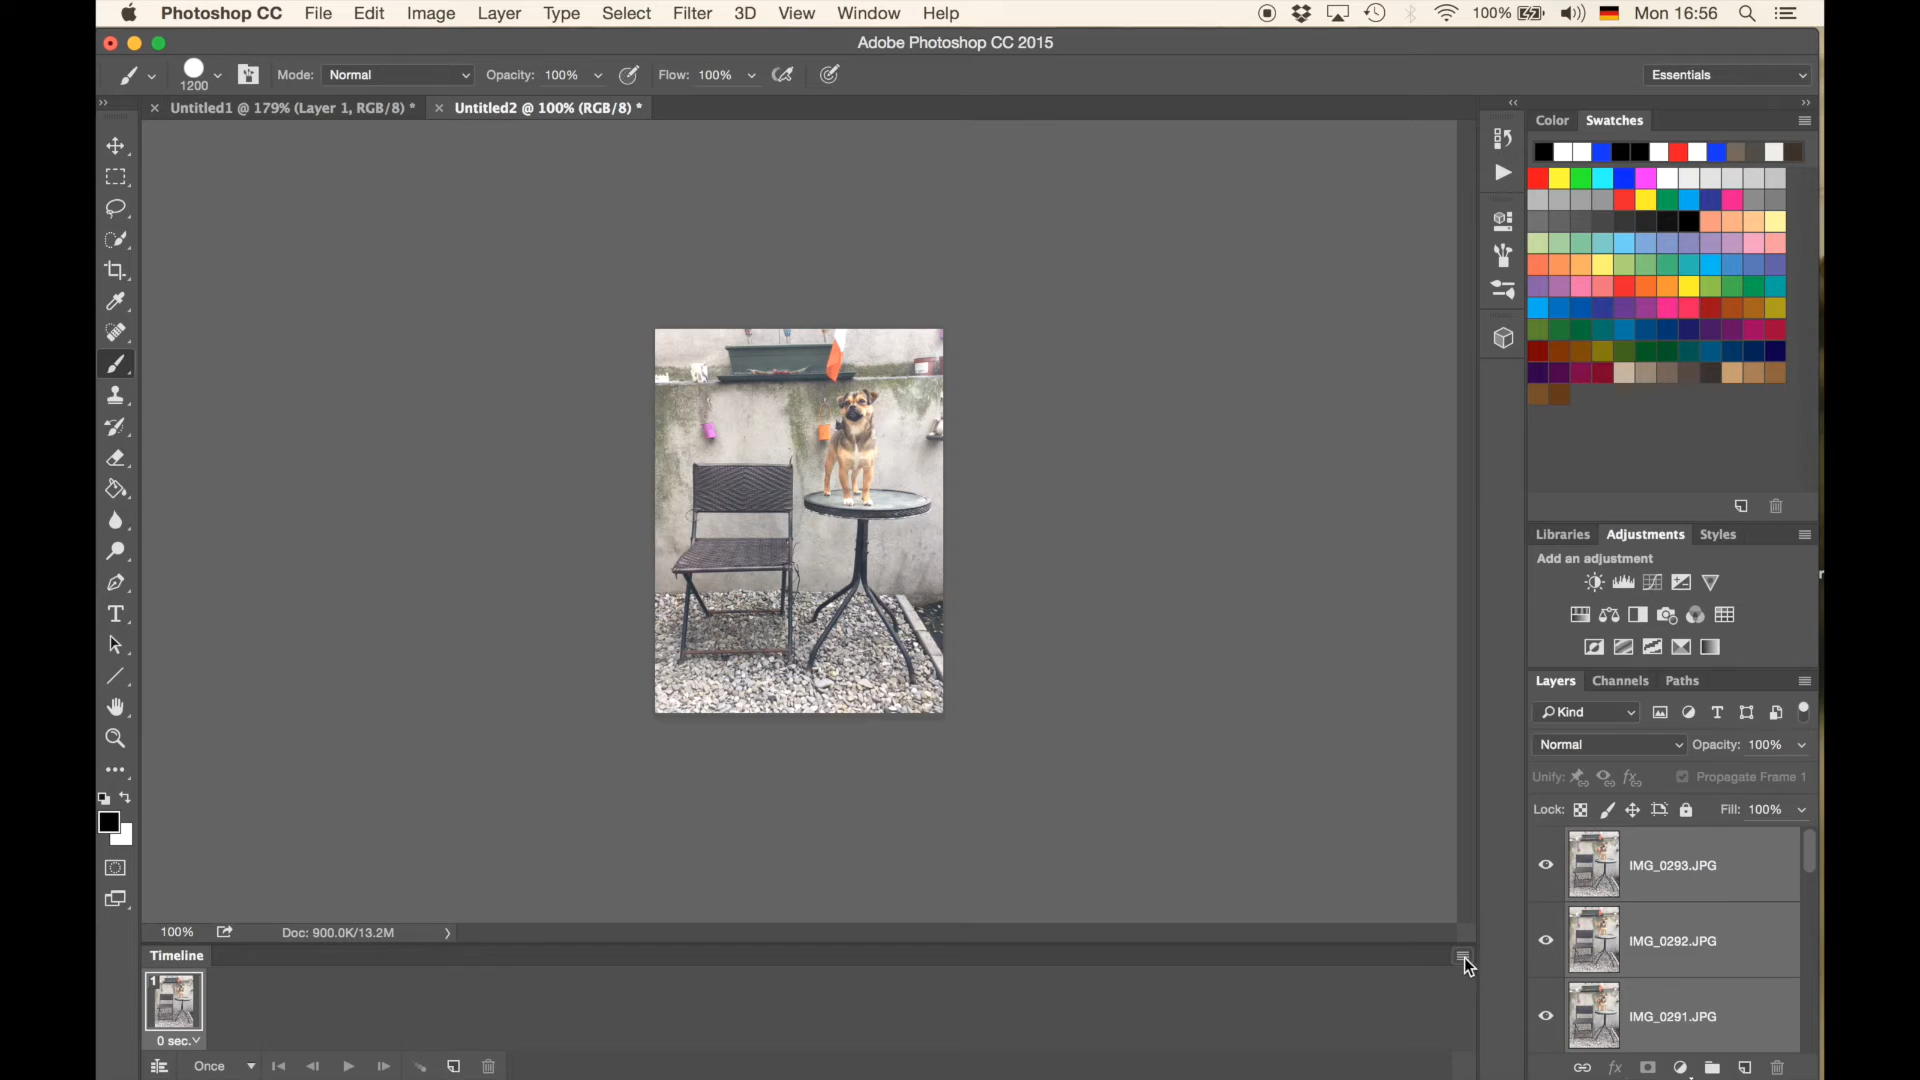 Photoshop CC File Edit Image Layer Type Select Filter 3D View Window Help 100% Mon 16:56
Adobe Photoshop CC 2015
1200 Mode: Normal Opacity: 100% Flow: 100% Essentials
Untitled1 @ 179% (Layer 1, RGB/8) * Untitled2 @ 100% (RGB/8) *
Color Swatches
Libraries Adjustments Styles
Add an adjustment
Layers Channels Paths
Kind
Normal Opacity: 100%
Unify: Propagate Frame 1
Lock: Fill: 100%
IMG_0293.JPG
IMG_0292.JPG
IMG_0291.JPG
100% Doc: 900.0K/13.2M
Timeline
1
0 sec.
Once